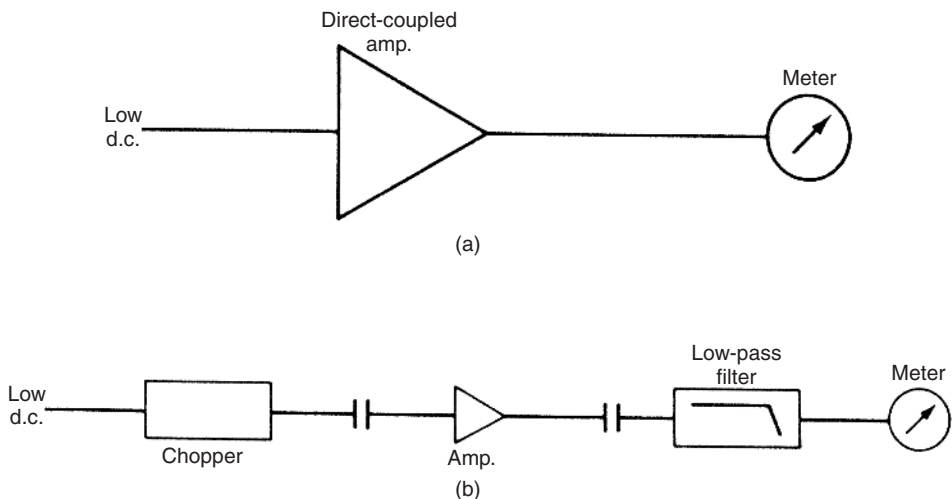 Direct-coupled
amp.
Meter
Low
d.c.
(a)
Low-pass
filter
Meter
Low
d.c.
Chopper
Amp.
(b)